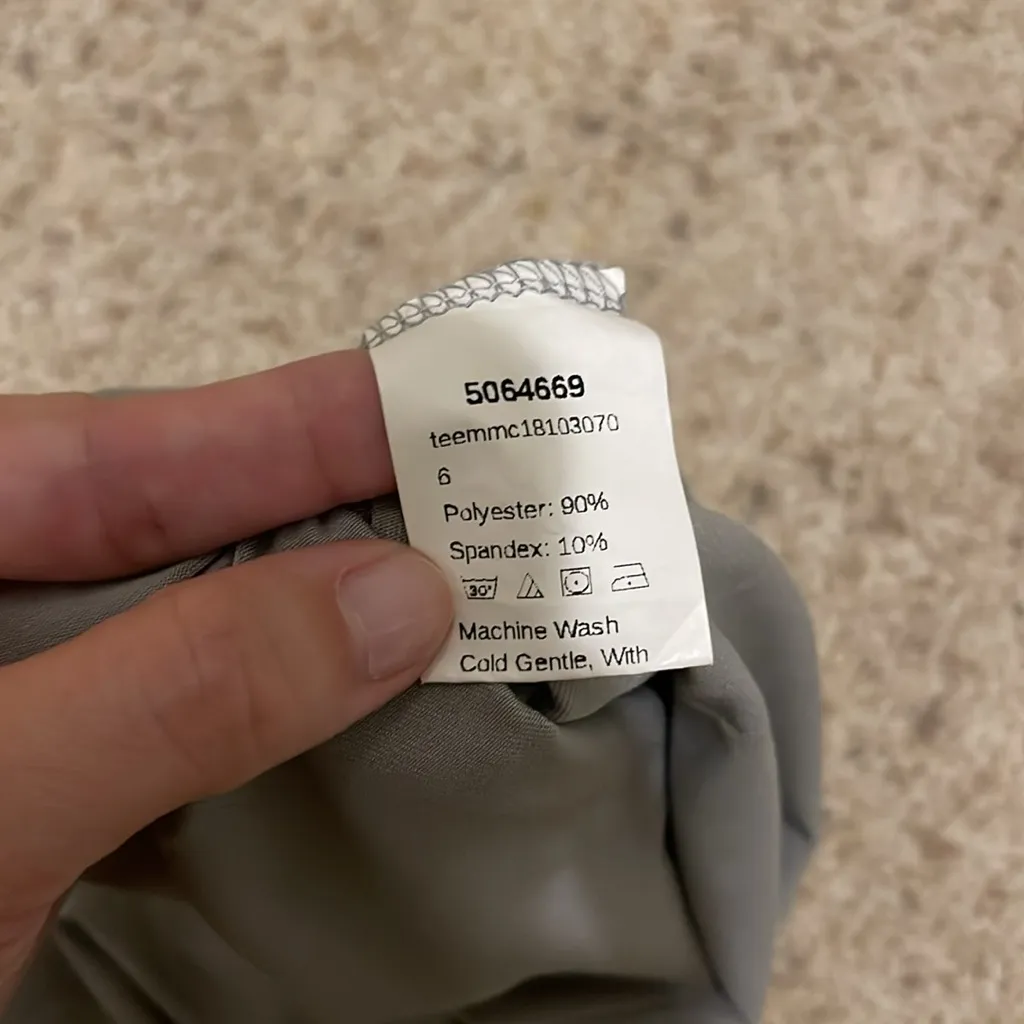 5064669
teemmc18103070
6
Polyester: 90%
Spandex: 10%
30°
Machine Wash
Cold Gentle, With